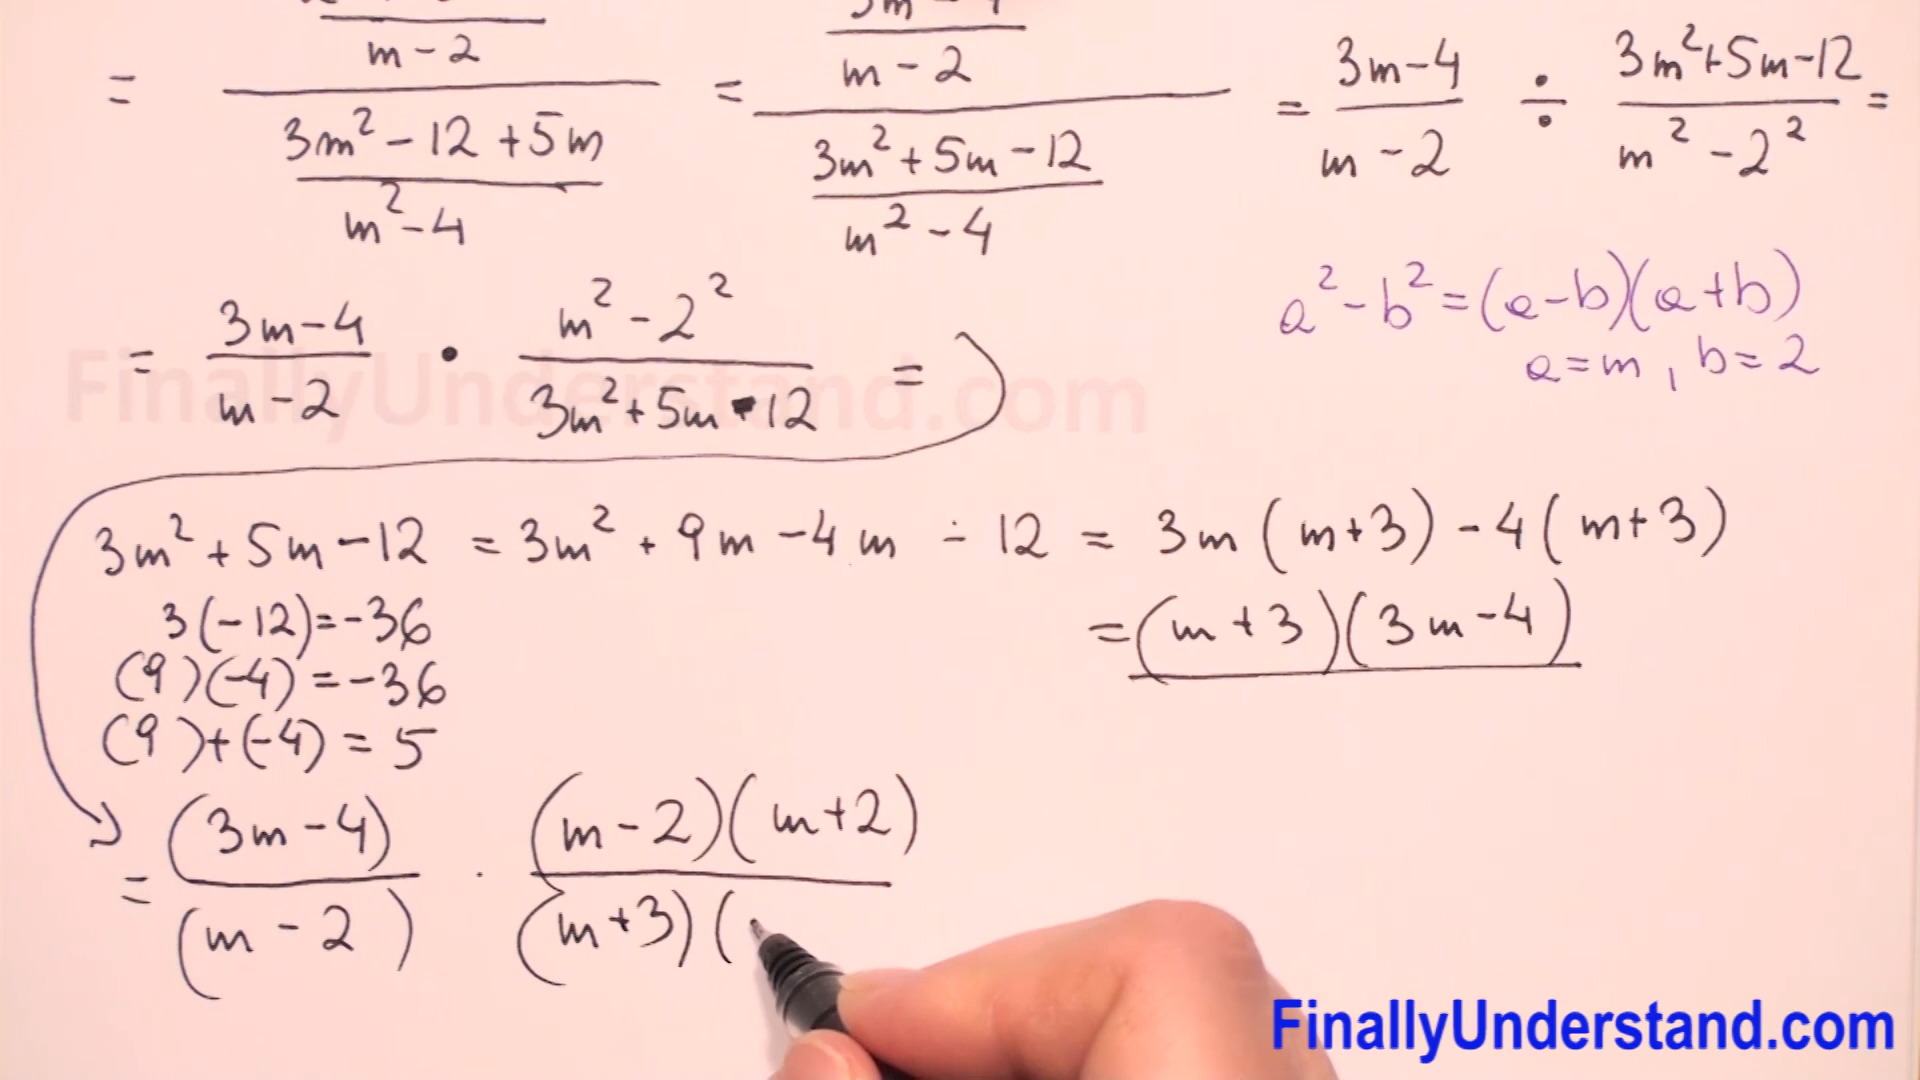 m-2
= 3m²-12+5m / m²-4 = m-2 / 3m²+5m-12 / m²-4 = 3m-4 / m-2 ÷ 3m²+5m-12 / m²-2² =
a²-b²=(a-b)(a+b)
a=m, b=2
= 3m-4 / m-2 · m²-2² / 3m²+5m-12 =
3m²+5m-12 = 3m²+9m-4m-12 = 3m(m+3)-4(m+3)
=(m+3)(3m-4)
3(-12)=-36
(9)(-4)=-36
(9)+(-4)=5
= (3m-4) / (m-2) · (m-2)(m+2) / (m+3)(
FinallyUnderstand.com
FinallyUnderstand.com